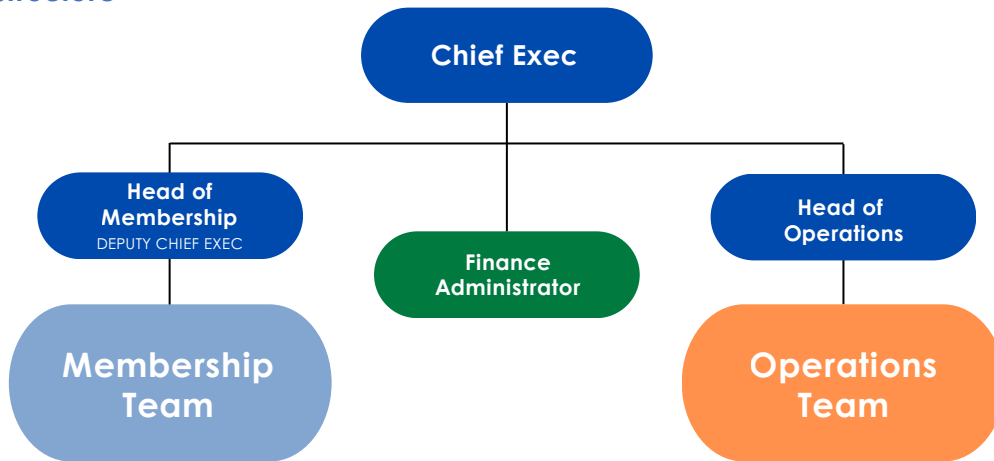 Chief Exec
Head of
Membership
DEPUTY CHIEF EXEC
Head of
Operations
Finance
Administrator
Membership
Team
Operations
Team